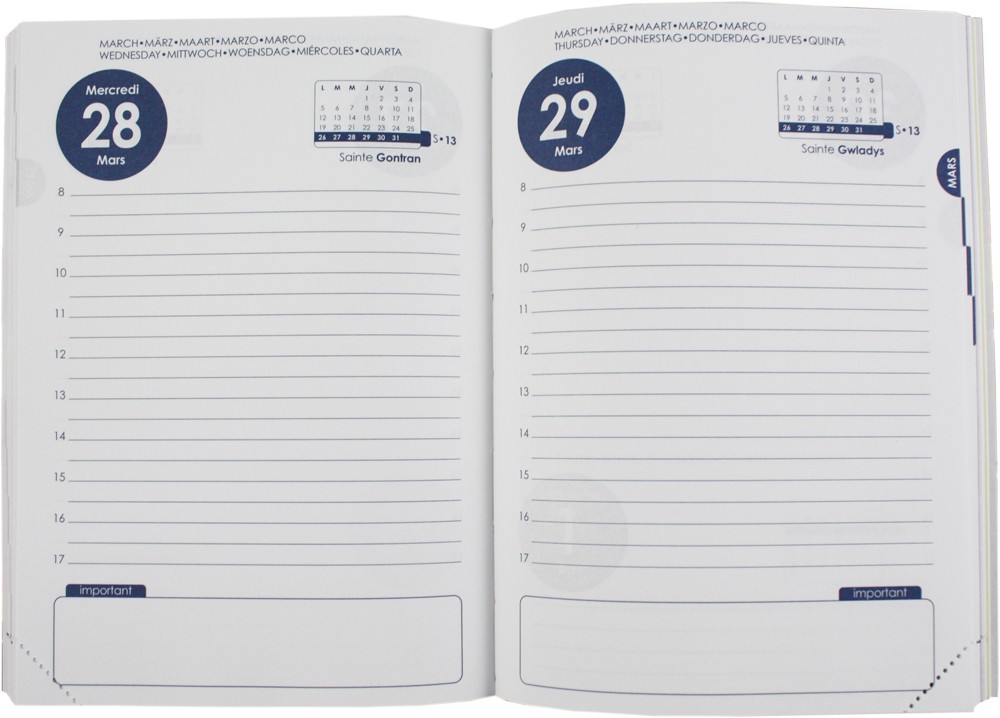 MARCH•MÄRZ•MAART•MARZO•MARCO
WEDNESDAY•MITTWOCH•WOENSDAG•MIÉRCOLES•QUARTA
Mercredi
28
Mars
L M M J V S D
1 2 3 4
5 6 7 8 9 10 11
12 13 14 15 16 17 18
19 20 21 22 23 24 25
26 27 28 29 30 31
S•13
Sainte Gontran
8
9
10
11
12
13
14
15
16
17
important
MARCH•MÄRZ•MAART•MARZO•MARCO
THURSDAY•DONNERSTAG•DONDERDAG•JUEVES•QUINTA
Jeudi
29
Mars
L M M J V S D
1 2 3 4
5 6 7 8 9 10 11
12 13 14 15 16 17 18
19 20 21 22 23 24 25
26 27 28 29 30 31
S•13
Sainte Gwladys
MARS
8
9
10
11
12
13
14
15
16
17
important